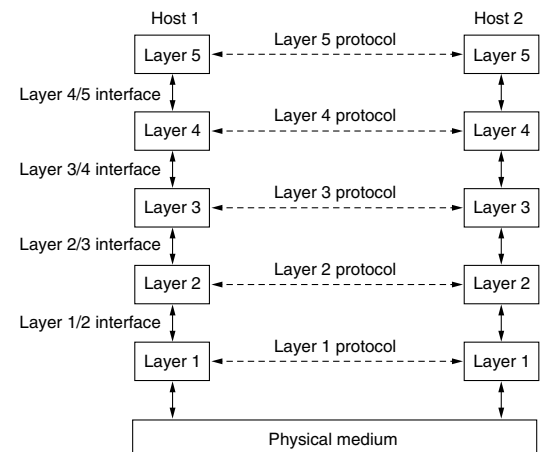 Host 1
Host 2
Layer 5
Layer 5 protocol
Layer 5
Layer 4/5 interface
Layer 4
Layer 4 protocol
Layer 4
Layer 3/4 interface
Layer 3
Layer 3 protocol
Layer 3
Layer 2/3 interface
Layer 2
Layer 2 protocol
Layer 2
Layer 1/2 interface
Layer 1
Layer 1 protocol
Layer 1
Physical medium